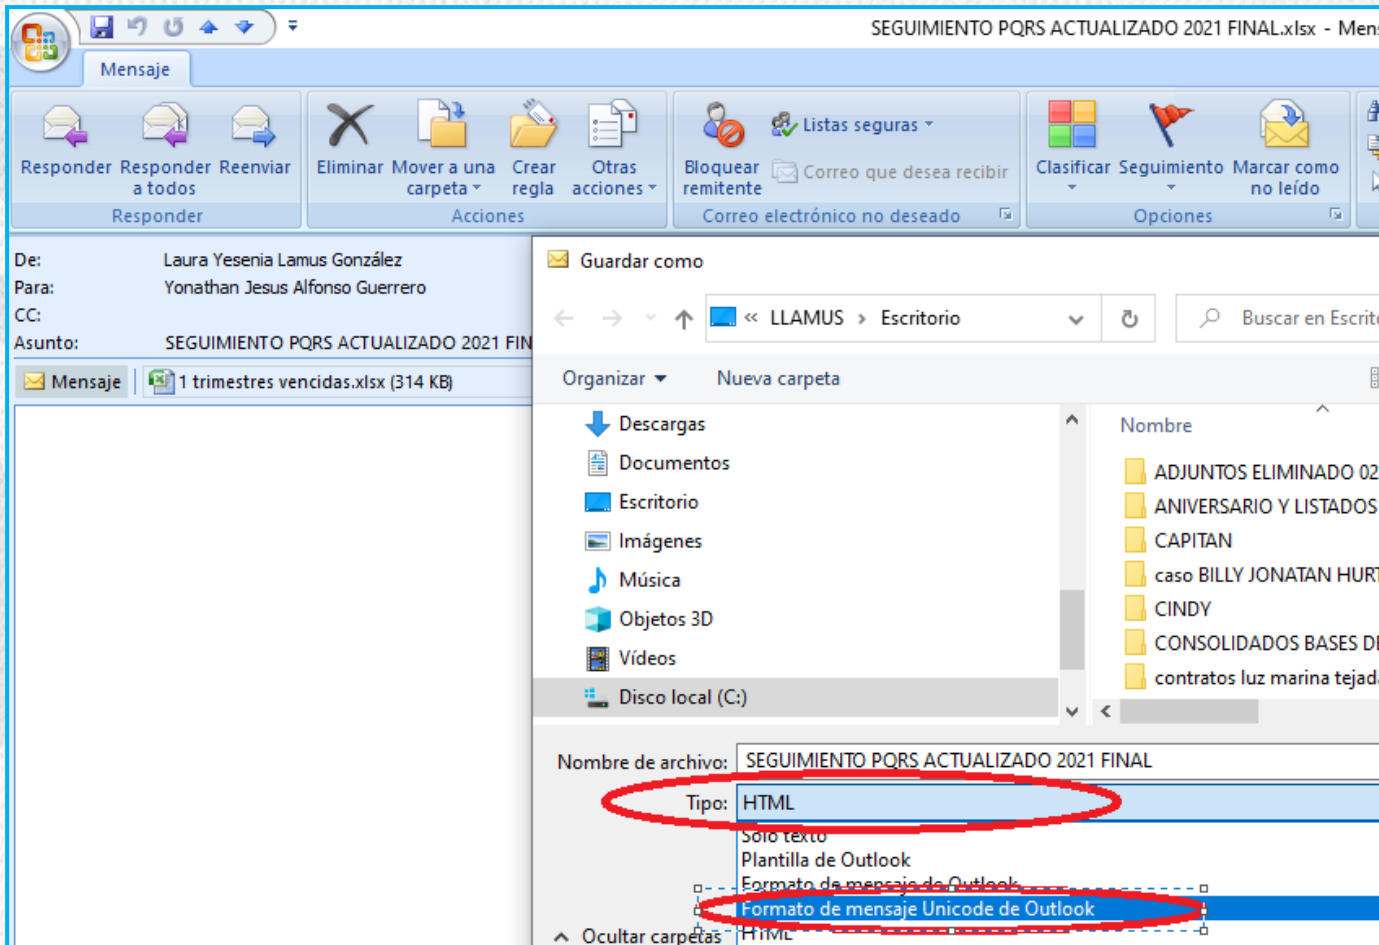 SEGUIMIENTO PQRS ACTUALIZADO 2021 FINAL.xlsx - Mens
Mensaje
Responder
Responder a todos
Reenviar
Eliminar
Mover a una carpeta
Crear regla
Otras acciones
Bloquear remitente
Listas seguras
Correo que desea recibir
Clasificar
Seguimiento
Marcar como no leído
Responder
Acciones
Correo electrónico no deseado
Opciones
De: Laura Yesenia Lamus González
Para: Yonathan Jesus Alfonso Guerrero
CC:
Asunto: SEGUIMIENTO PQRS ACTUALIZADO 2021 FIN
Mensaje
1 trimestres vencidas.xlsx (314 KB)
Guardar como
« LLAMUS › Escritorio
Buscar en Escrito
Organizar
Nueva carpeta
Descargas
Documentos
Escritorio
Imágenes
Música
Objetos 3D
Vídeos
Disco local (C:)
Nombre
ADJUNTOS ELIMINADO 02
ANIVERSARIO Y LISTADOS
CAPITAN
caso BILLY JONATAN HURT
CINDY
CONSOLIDADOS BASES DE
contratos luz marina tejada
Nombre de archivo: SEGUIMIENTO PQRS ACTUALIZADO 2021 FINAL
Tipo: HTML
Sólo texto
Plantilla de Outlook
Formato de mensaje de Outlook
Formato de mensaje Unicode de Outlook
HTML
Ocultar carpetas